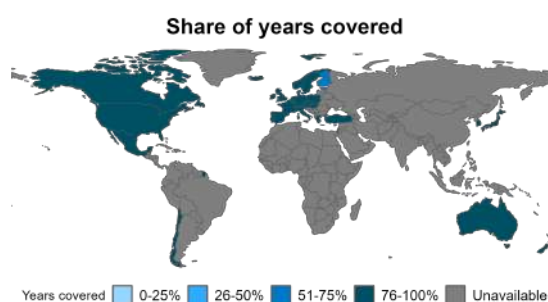 Share of years covered
Years covered 0-25% 26-50% 51-75% 76-100% Unavailable